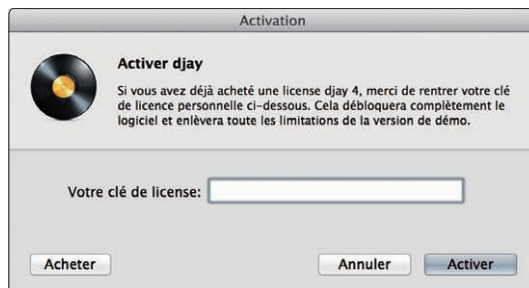 Activation
Activer djay
Si vous avez déjà acheté une license djay 4, merci de rentrer votre clé
de licence personnelle ci-dessous. Cela débloquera complètement le
logiciel et enlèvera toute les limitations de la version de démo.
Votre clé de license:
Acheter Annuler Activer